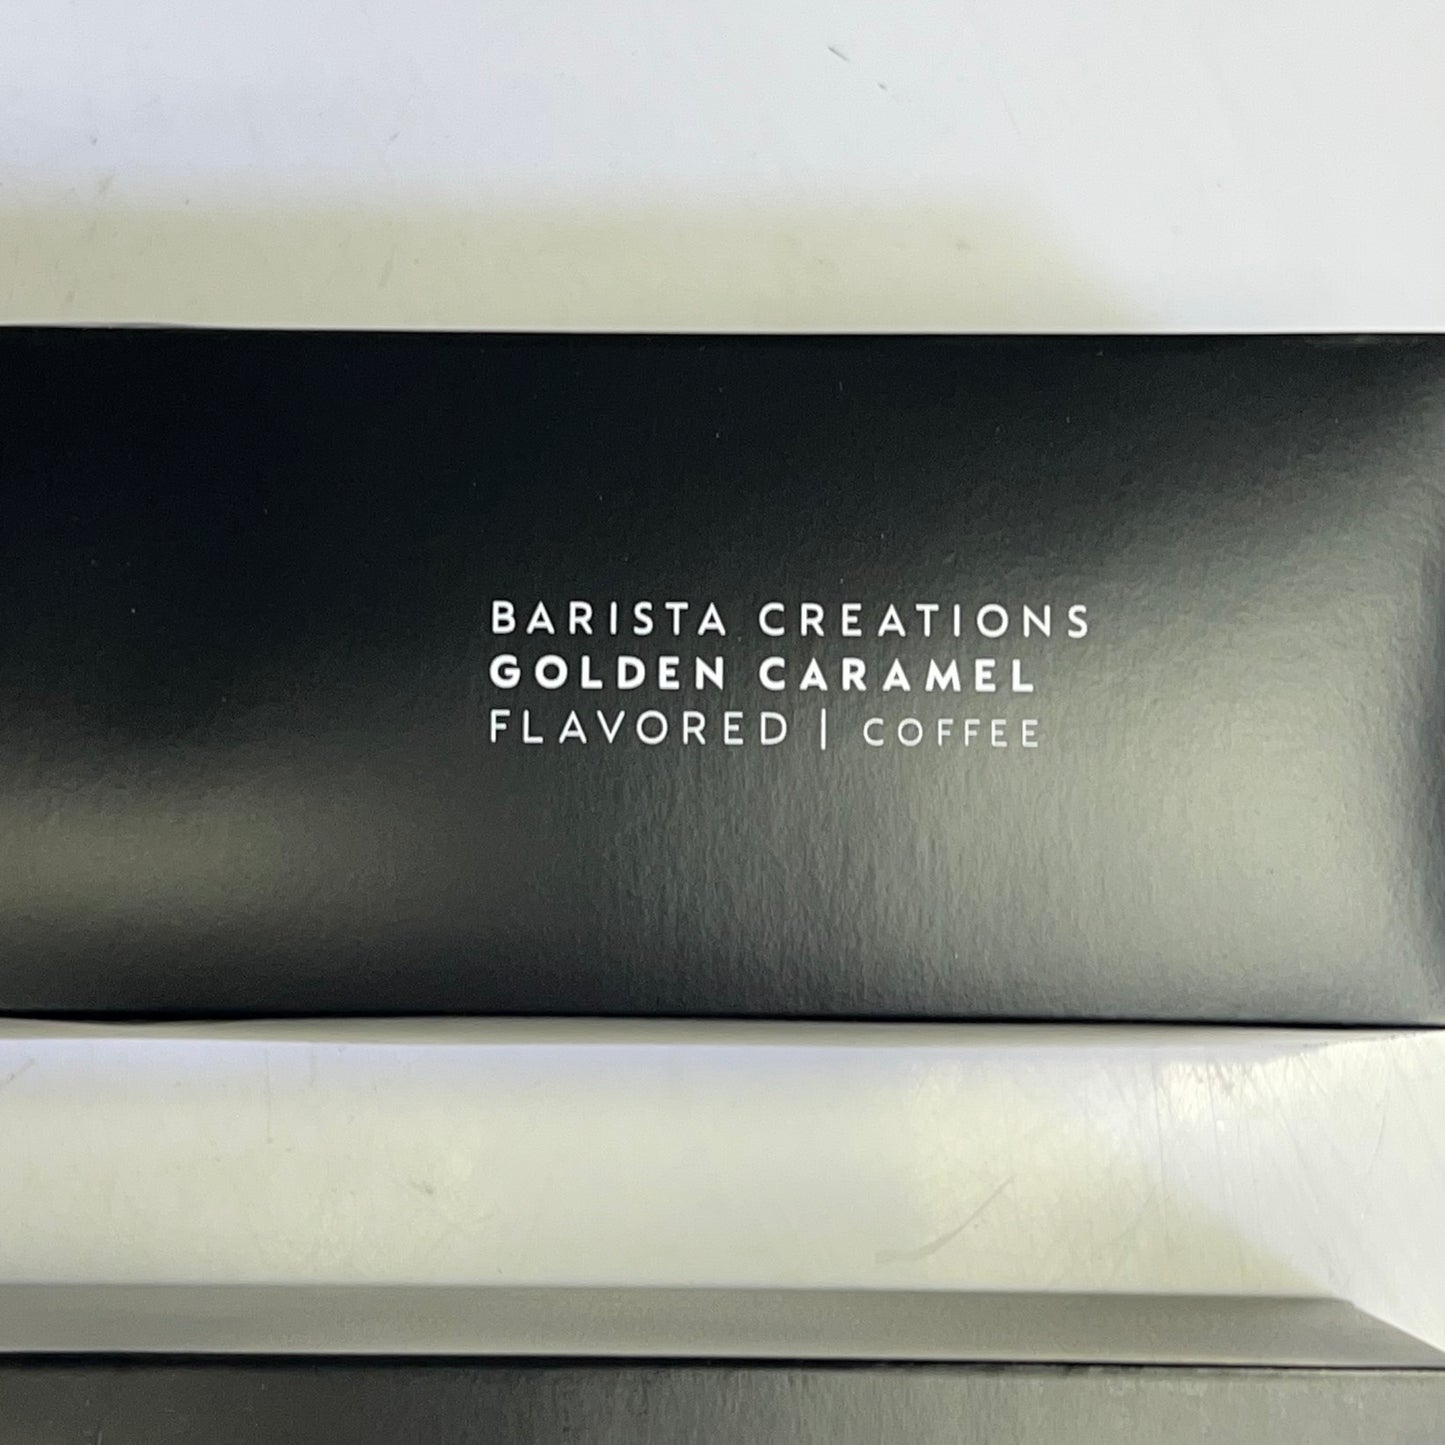 BARISTA CREATIONS
GOLDEN CARAMEL
FLAVORED | COFFEE